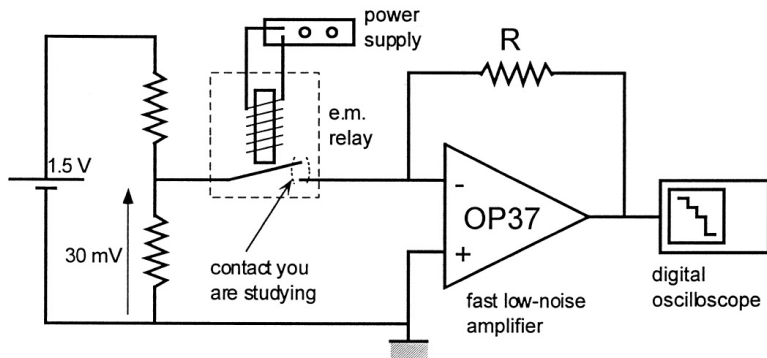 power
supply
R
e.m.
relay
1.5 V
-
OP37
+
30 mV
contact you
are studying
fast low-noise
amplifier
digital
oscilloscope